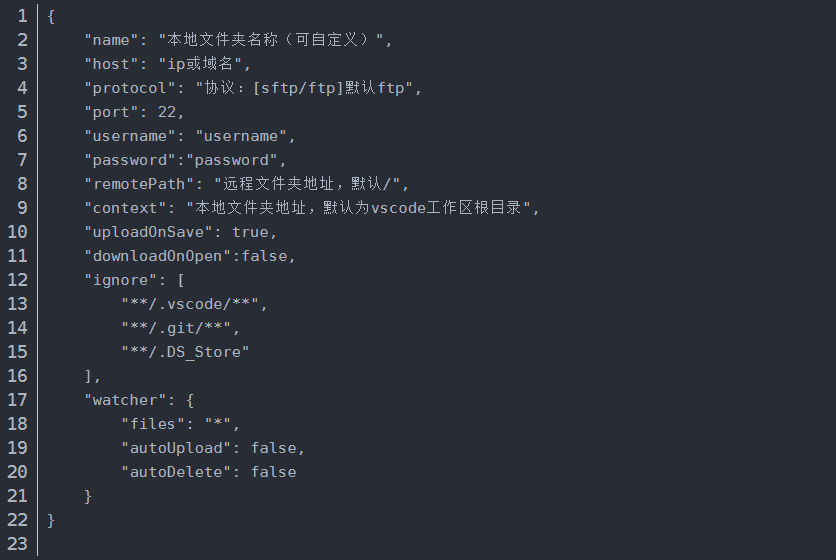 1 {
2     "name": "本地文件夹名称（可自定义）",
3     "host": "ip或域名",
4     "protocol": "协议：[sftp/ftp]默认ftp",
5     "port": 22,
6     "username": "username",
7     "password":"password",
8     "remotePath": "远程文件夹地址，默认/",
9     "context": "本地文件夹地址，默认为vscode工作区根目录",
10     "uploadOnSave": true,
11     "downloadOnOpen":false,
12     "ignore": [
13         "**/.vscode/**",
14         "**/.git/**",
15         "**/.DS_Store"
16     ],
17     "watcher": {
18         "files": "*",
19         "autoUpload": false,
20         "autoDelete": false
21     }
22 }
23